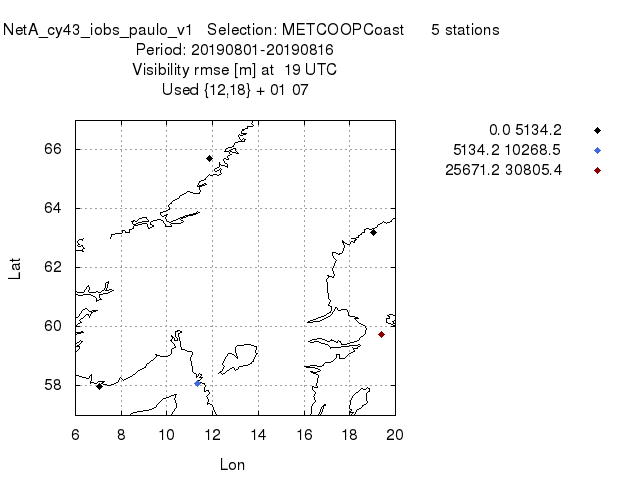 NetA_cy43_iobs_paulo_v1 Selection: METCOOPCoast 5 stations
Period: 20190801-20190816
Visibility rmse [m] at 19 UTC
Used {12,18} + 01 07
0.0 5134.2
5134.2 10268.5
25671.2 30805.4
66
64
62
60
58
Lat
6 8 10 12 14 16 18 20
Lon